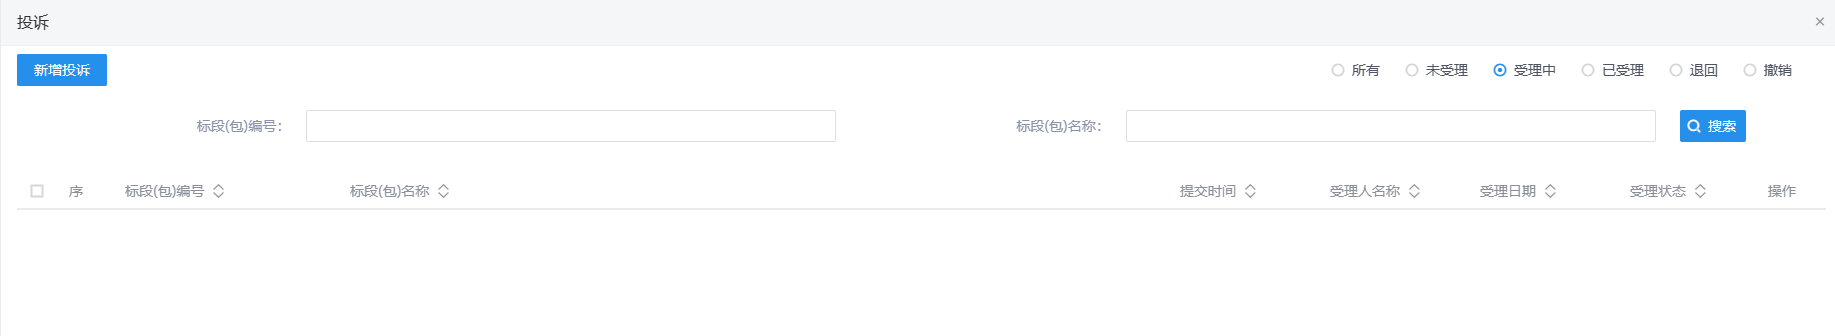 投诉
新增投诉 所有 未受理 受理中 已受理 退回 撤销
标段(包)编号： 标段(包)名称： 搜索
序 标段(包)编号 标段(包)名称 提交时间 受理人名称 受理日期 受理状态 操作